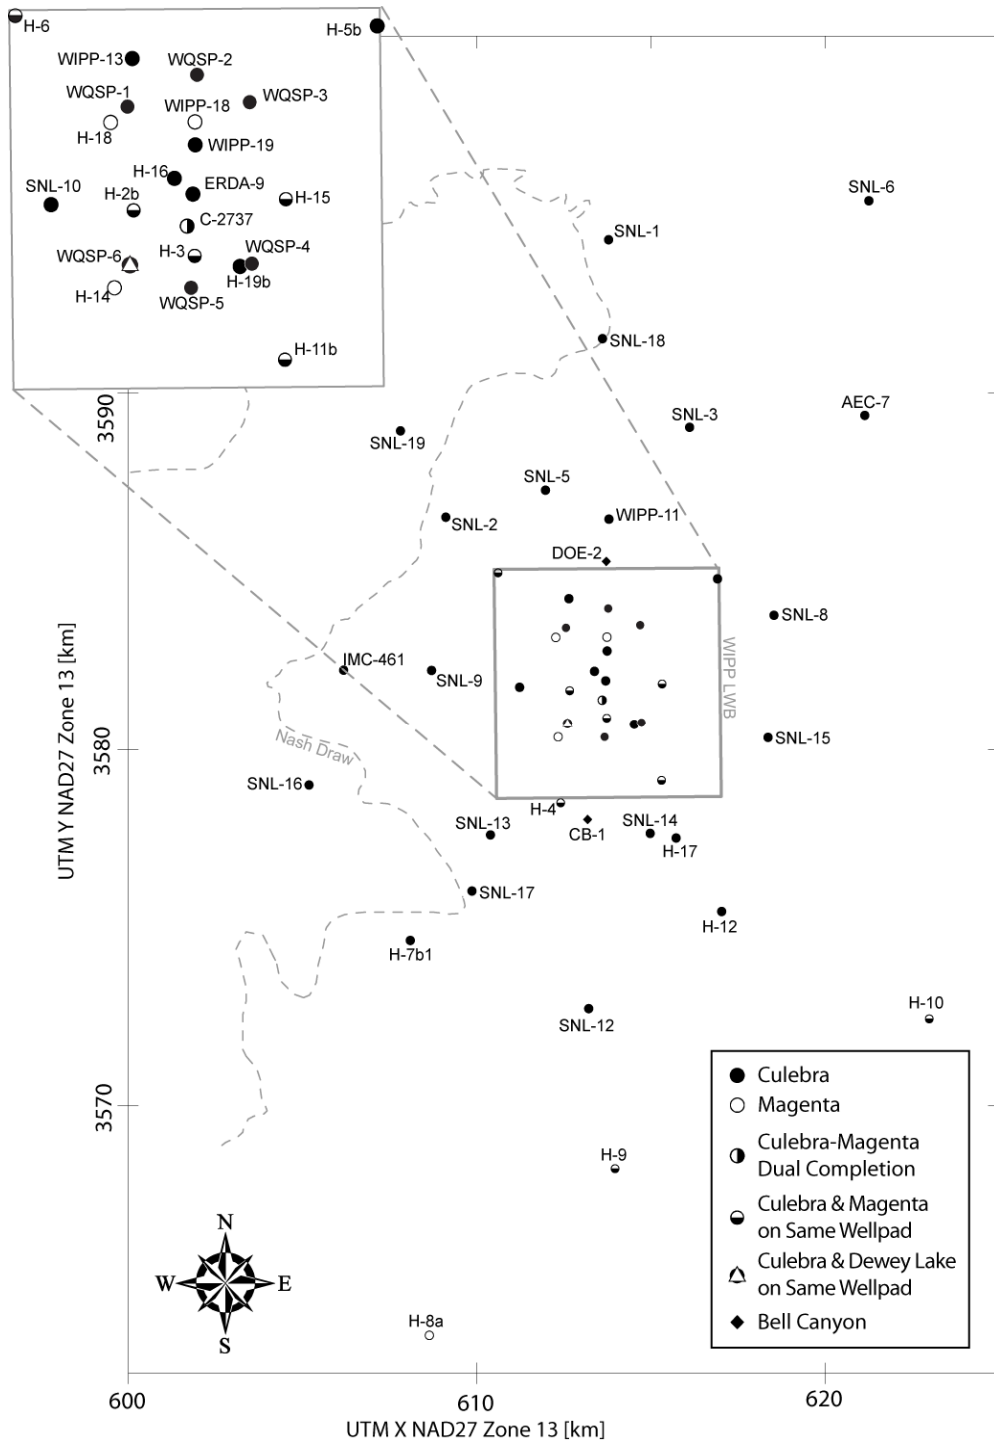 H-6
H-5b
WIPP-13
WQSP-2
WQSP-1
WQSP-3
WIPP-18
H-18
WIPP-19
H-16
SNL-10
ERDA-9
H-2b
H-15
C-2737
H-3
WQSP-4
WQSP-6
H-19b
H-14
WQSP-5
H-11b
SNL-6
SNL-1
SNL-18
3590
AEC-7
SNL-3
SNL-19
SNL-5
SNL-2
WIPP-11
DOE-2
SNL-8
WIPP LWB
IMC-461
SNL-9
UTM Y NAD27 Zone 13 [km]
3580
Nash Draw
SNL-15
SNL-16
H-4
SNL-13
CB-1
SNL-14
H-17
SNL-17
H-12
H-7b1
H-10
SNL-12
3570
H-9
Culebra
Magenta
Culebra-Magenta
Dual Completion
Culebra & Magenta
on Same Wellpad
Culebra & Dewey Lake
on Same Wellpad
Bell Canyon
N
W
E
S
H-8a
600
610
620
UTM X NAD27 Zone 13 [km]